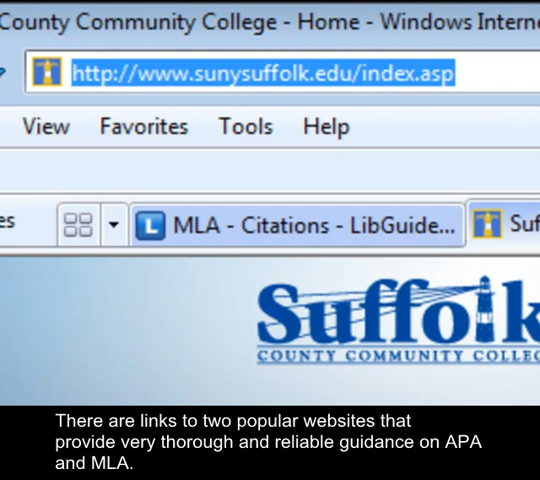 County Community College - Home - Windows Intern
http://www.sunysuffolk.edu/index.asp
View Favorites Tools Help
es MLA - Citations - LibGuide... Suf
Suffolk
COUNTY COMMUNITY COLLEG
There are links to two popular websites that
provide very thorough and reliable guidance on APA
and MLA.